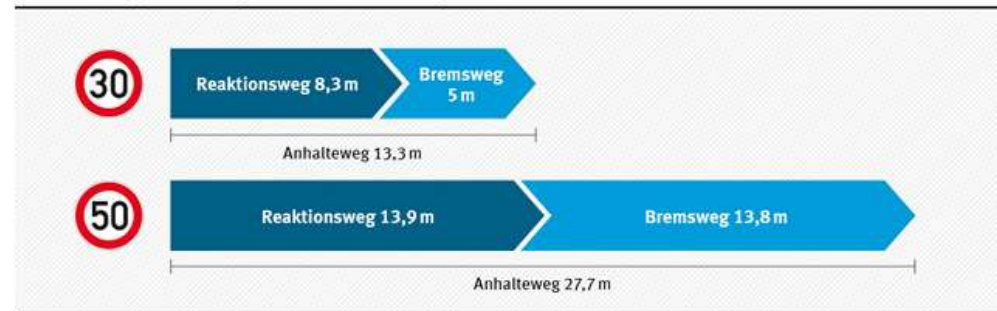 30
Reaktionsweg 8,3 m
Bremsweg
5 m
Anhalteweg 13,3 m
50
Reaktionsweg 13,9 m
Bremsweg 13,8 m
Anhalteweg 27,7 m